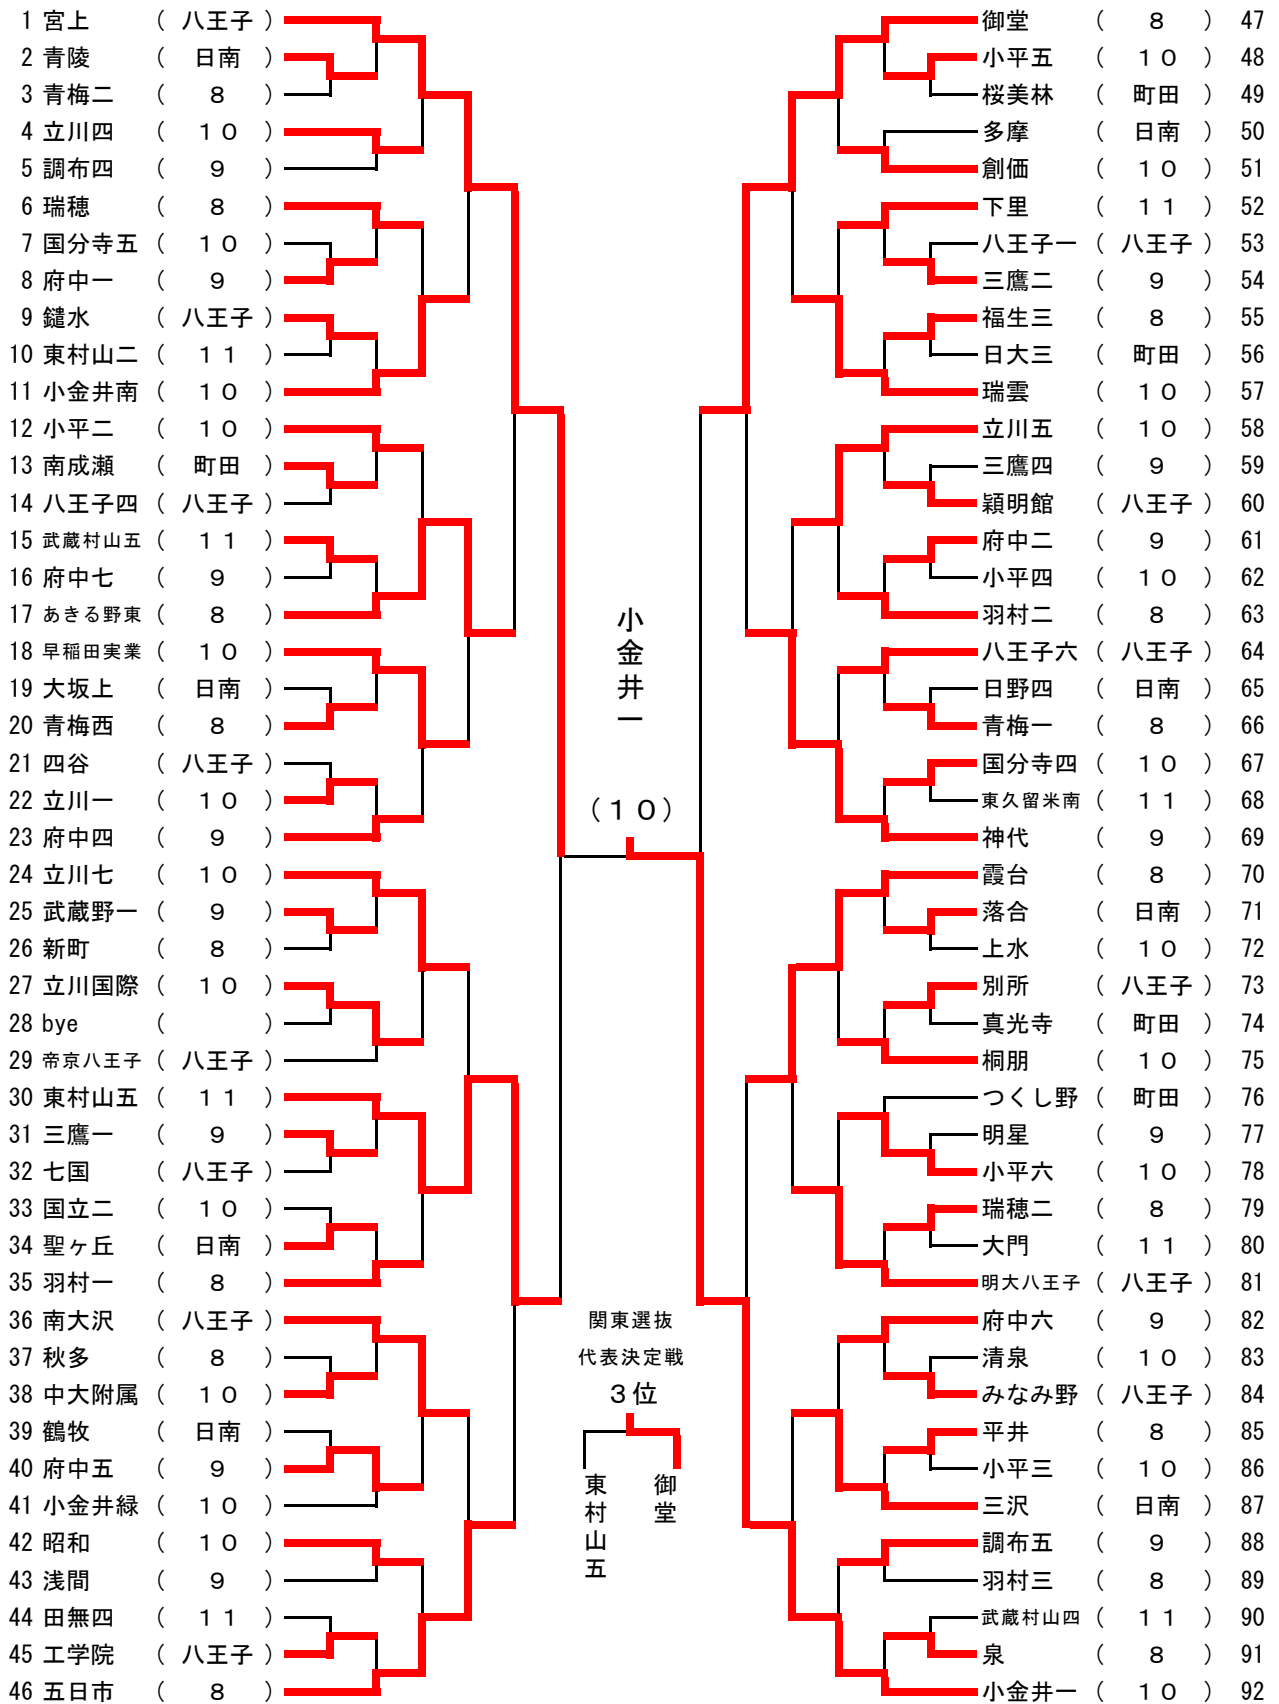 1 宮上 ( 八王子 )
2 青陵 ( 日南 )
3 青梅二 ( 8 )
4 立川四 ( 10 )
5 調布四 ( 9 )
6 瑞穂 ( 8 )
7 国分寺五 ( 10 )
8 府中一 ( 9 )
9 鑓水 ( 八王子 )
10 東村山二 ( 11 )
11 小金井南 ( 10 )
12 小平二 ( 10 )
13 南成瀬 ( 町田 )
14 八王子四 ( 八王子 )
15 武蔵村山五 ( 11 )
16 府中七 ( 9 )
17 あきる野東 ( 8 )
18 早稲田実業 ( 10 )
19 大坂上 ( 日南 )
20 青梅西 ( 8 )
21 四谷 ( 八王子 )
22 立川一 ( 10 )
23 府中四 ( 9 )
24 立川七 ( 10 )
25 武蔵野一 ( 9 )
26 新町 ( 8 )
27 立川国際 ( 10 )
28 bye ( )
29 帝京八王子 ( 八王子 )
30 東村山五 ( 11 )
31 三鷹一 ( 9 )
32 七国 ( 八王子 )
33 国立二 ( 10 )
34 聖ヶ丘 ( 日南 )
35 羽村一 ( 8 )
36 南大沢 ( 八王子 )
37 秋多 ( 8 )
38 中大附属 ( 10 )
39 鶴牧 ( 日南 )
40 府中五 ( 9 )
41 小金井緑 ( 10 )
42 昭和 ( 10 )
43 浅間 ( 9 )
44 田無四 ( 11 )
45 工学院 ( 八王子 )
46 五日市 ( 8 )
小金井一
(10)
関東選抜
代表決定戦
3位
東村山五
御堂
御堂 ( 8 ) 47
小平五 ( 10 ) 48
桜美林 ( 町田 ) 49
多摩 ( 日南 ) 50
創価 ( 10 ) 51
下里 ( 11 ) 52
八王子一 ( 八王子 ) 53
三鷹二 ( 9 ) 54
福生三 ( 8 ) 55
日大三 ( 町田 ) 56
瑞雲 ( 10 ) 57
立川五 ( 10 ) 58
三鷹四 ( 9 ) 59
穎明館 ( 八王子 ) 60
府中二 ( 9 ) 61
小平四 ( 10 ) 62
羽村二 ( 8 ) 63
八王子六 ( 八王子 ) 64
日野四 ( 日南 ) 65
青梅一 ( 8 ) 66
国分寺四 ( 10 ) 67
東久留米南 ( 11 ) 68
神代 ( 9 ) 69
霞台 ( 8 ) 70
落合 ( 日南 ) 71
上水 ( 10 ) 72
別所 ( 八王子 ) 73
真光寺 ( 町田 ) 74
桐朋 ( 10 ) 75
つくし野 ( 町田 ) 76
明星 ( 9 ) 77
小平六 ( 10 ) 78
瑞穂二 ( 8 ) 79
大門 ( 11 ) 80
明大八王子 ( 八王子 ) 81
府中六 ( 9 ) 82
清泉 ( 10 ) 83
みなみ野 ( 八王子 ) 84
平井 ( 8 ) 85
小平三 ( 10 ) 86
三沢 ( 日南 ) 87
調布五 ( 9 ) 88
羽村三 ( 8 ) 89
武蔵村山四 ( 11 ) 90
泉 ( 8 ) 91
小金井一 ( 10 ) 92